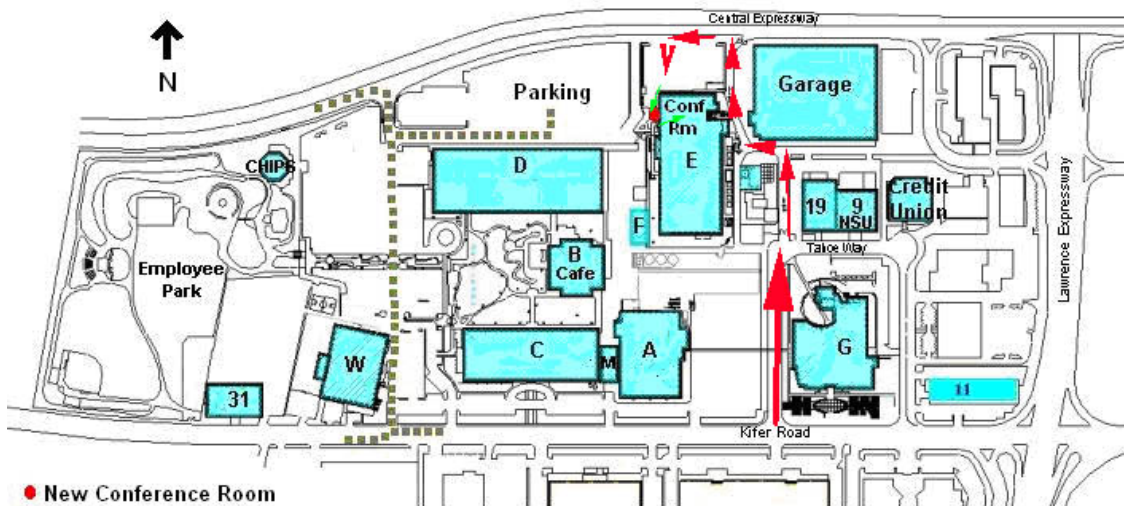 Central Expressway
N
Parking
Garage
Conf
Rm
E
CHIPS
D
19
9
NSU
Credit
Union
F
B
Cafe
Tahoe Way
Employee
Park
Lawrence Expressway
W
C
M
A
G
31
11
Kifer Road
New Conference Room